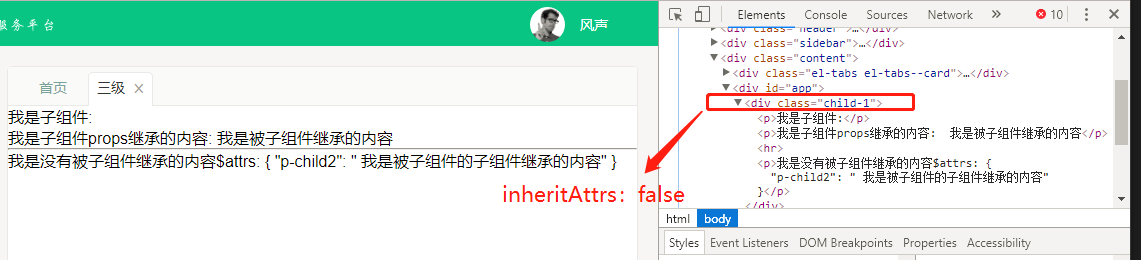 服务平台
风声
首页
三级 ×
我是子组件:
我是子组件props继承的内容: 我是被子组件继承的内容
我是没有被子组件继承的内容$attrs: { "p-child2": " 我是被子组件的子组件继承的内容" }
inheritAttrs: false
Elements Console Sources Network » 10
<div class="header">…</div>
<div class="sidebar">…</div>
<div class="content">
<div class="el-tabs el-tabs--card">…</div>
<div id="app">
<div class="child-1">
<p>我是子组件:</p>
<p>我是子组件props继承的内容: 我是被子组件继承的内容</p>
<hr>
<p>我是没有被子组件继承的内容$attrs: {
"p-child2": " 我是被子组件的子组件继承的内容"
}</p>
</div>
html body
Styles Event Listeners DOM Breakpoints Properties Accessibility